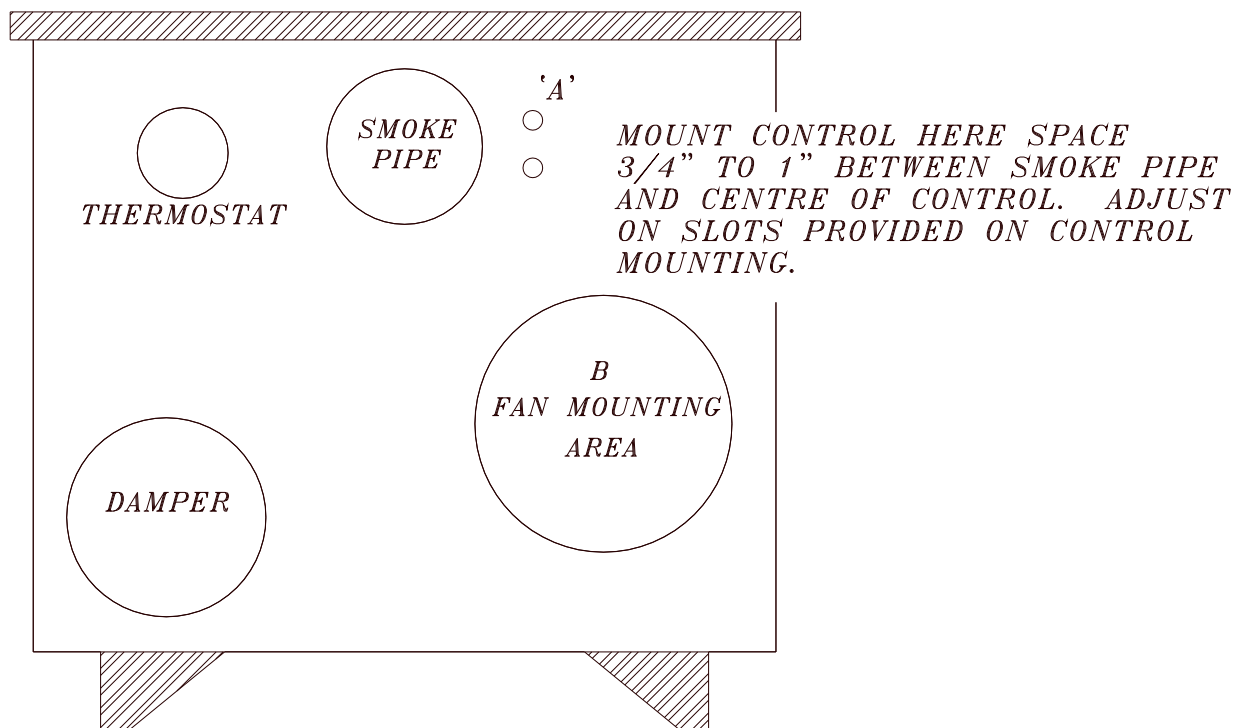 ‛A’
SMOKE
PIPE
THERMOSTAT
MOUNT CONTROL HERE SPACE
3/4” TO 1” BETWEEN SMOKE PIPE
AND CENTRE OF CONTROL. ADJUST
ON SLOTS PROVIDED ON CONTROL
MOUNTING.
B
FAN MOUNTING
AREA
DAMPER